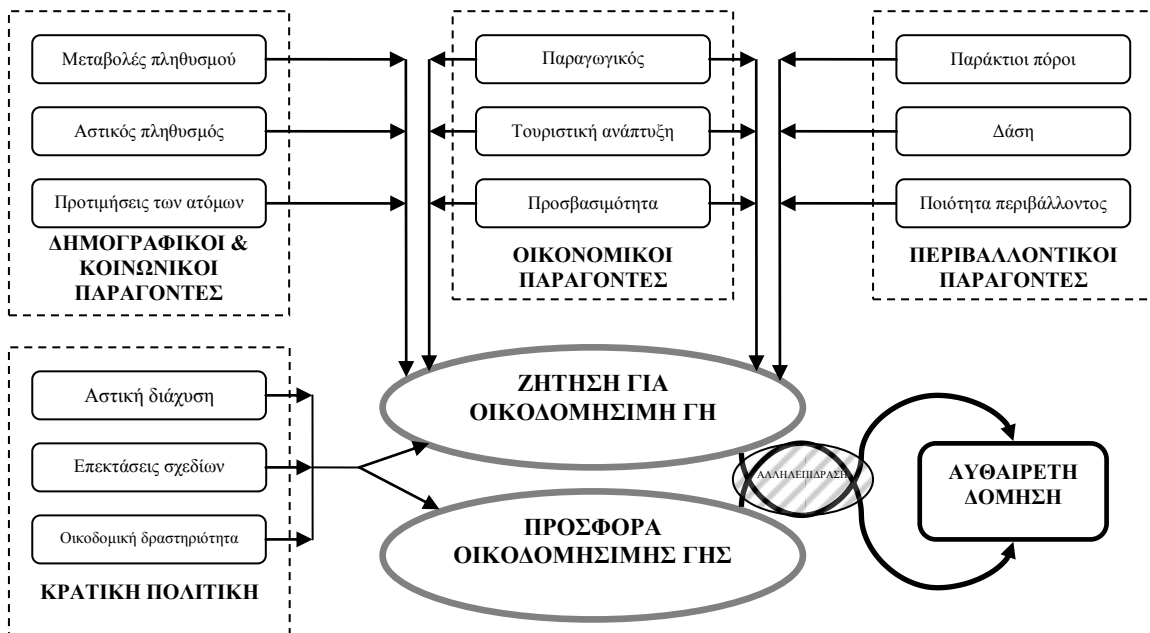 Μεταβολές πληθυσμού
Αστικός πληθυσμός
Προτιμήσεις των ατόμων
ΔΗΜΟΓΡΑΦΙΚΟΙ &
ΚΟΙΝΩΝΙΚΟΙ
ΠΑΡΑΓΟΝΤΕΣ
Παραγωγικός
Τουριστική ανάπτυξη
Προσβασιμότητα
ΟΙΚΟΝΟΜΙΚΟΙ
ΠΑΡΑΓΟΝΤΕΣ
Παράκτιοι πόροι
Δάση
Ποιότητα περιβάλλοντος
ΠΕΡΙΒΑΛΛΟΝΤΙΚΟΙ
ΠΑΡΑΓΟΝΤΕΣ
Αστική διάχυση
Επεκτάσεις σχεδίων
Οικοδομική δραστηριότητα
ΚΡΑΤΙΚΗ ΠΟΛΙΤΙΚΗ
ΖΗΤΗΣΗ ΓΙΑ
ΟΙΚΟΔΟΜΗΣΙΜΗ ΓΗ
ΠΡΟΣΦΟΡΑ
ΟΙΚΟΔΟΜΗΣΙΜΗΣ ΓΗΣ
ΑΛΛΗΛΕΠΙΔΡΑΣΗ
ΑΥΘΑΙΡΕΤΗ
ΔΟΜΗΣΗ